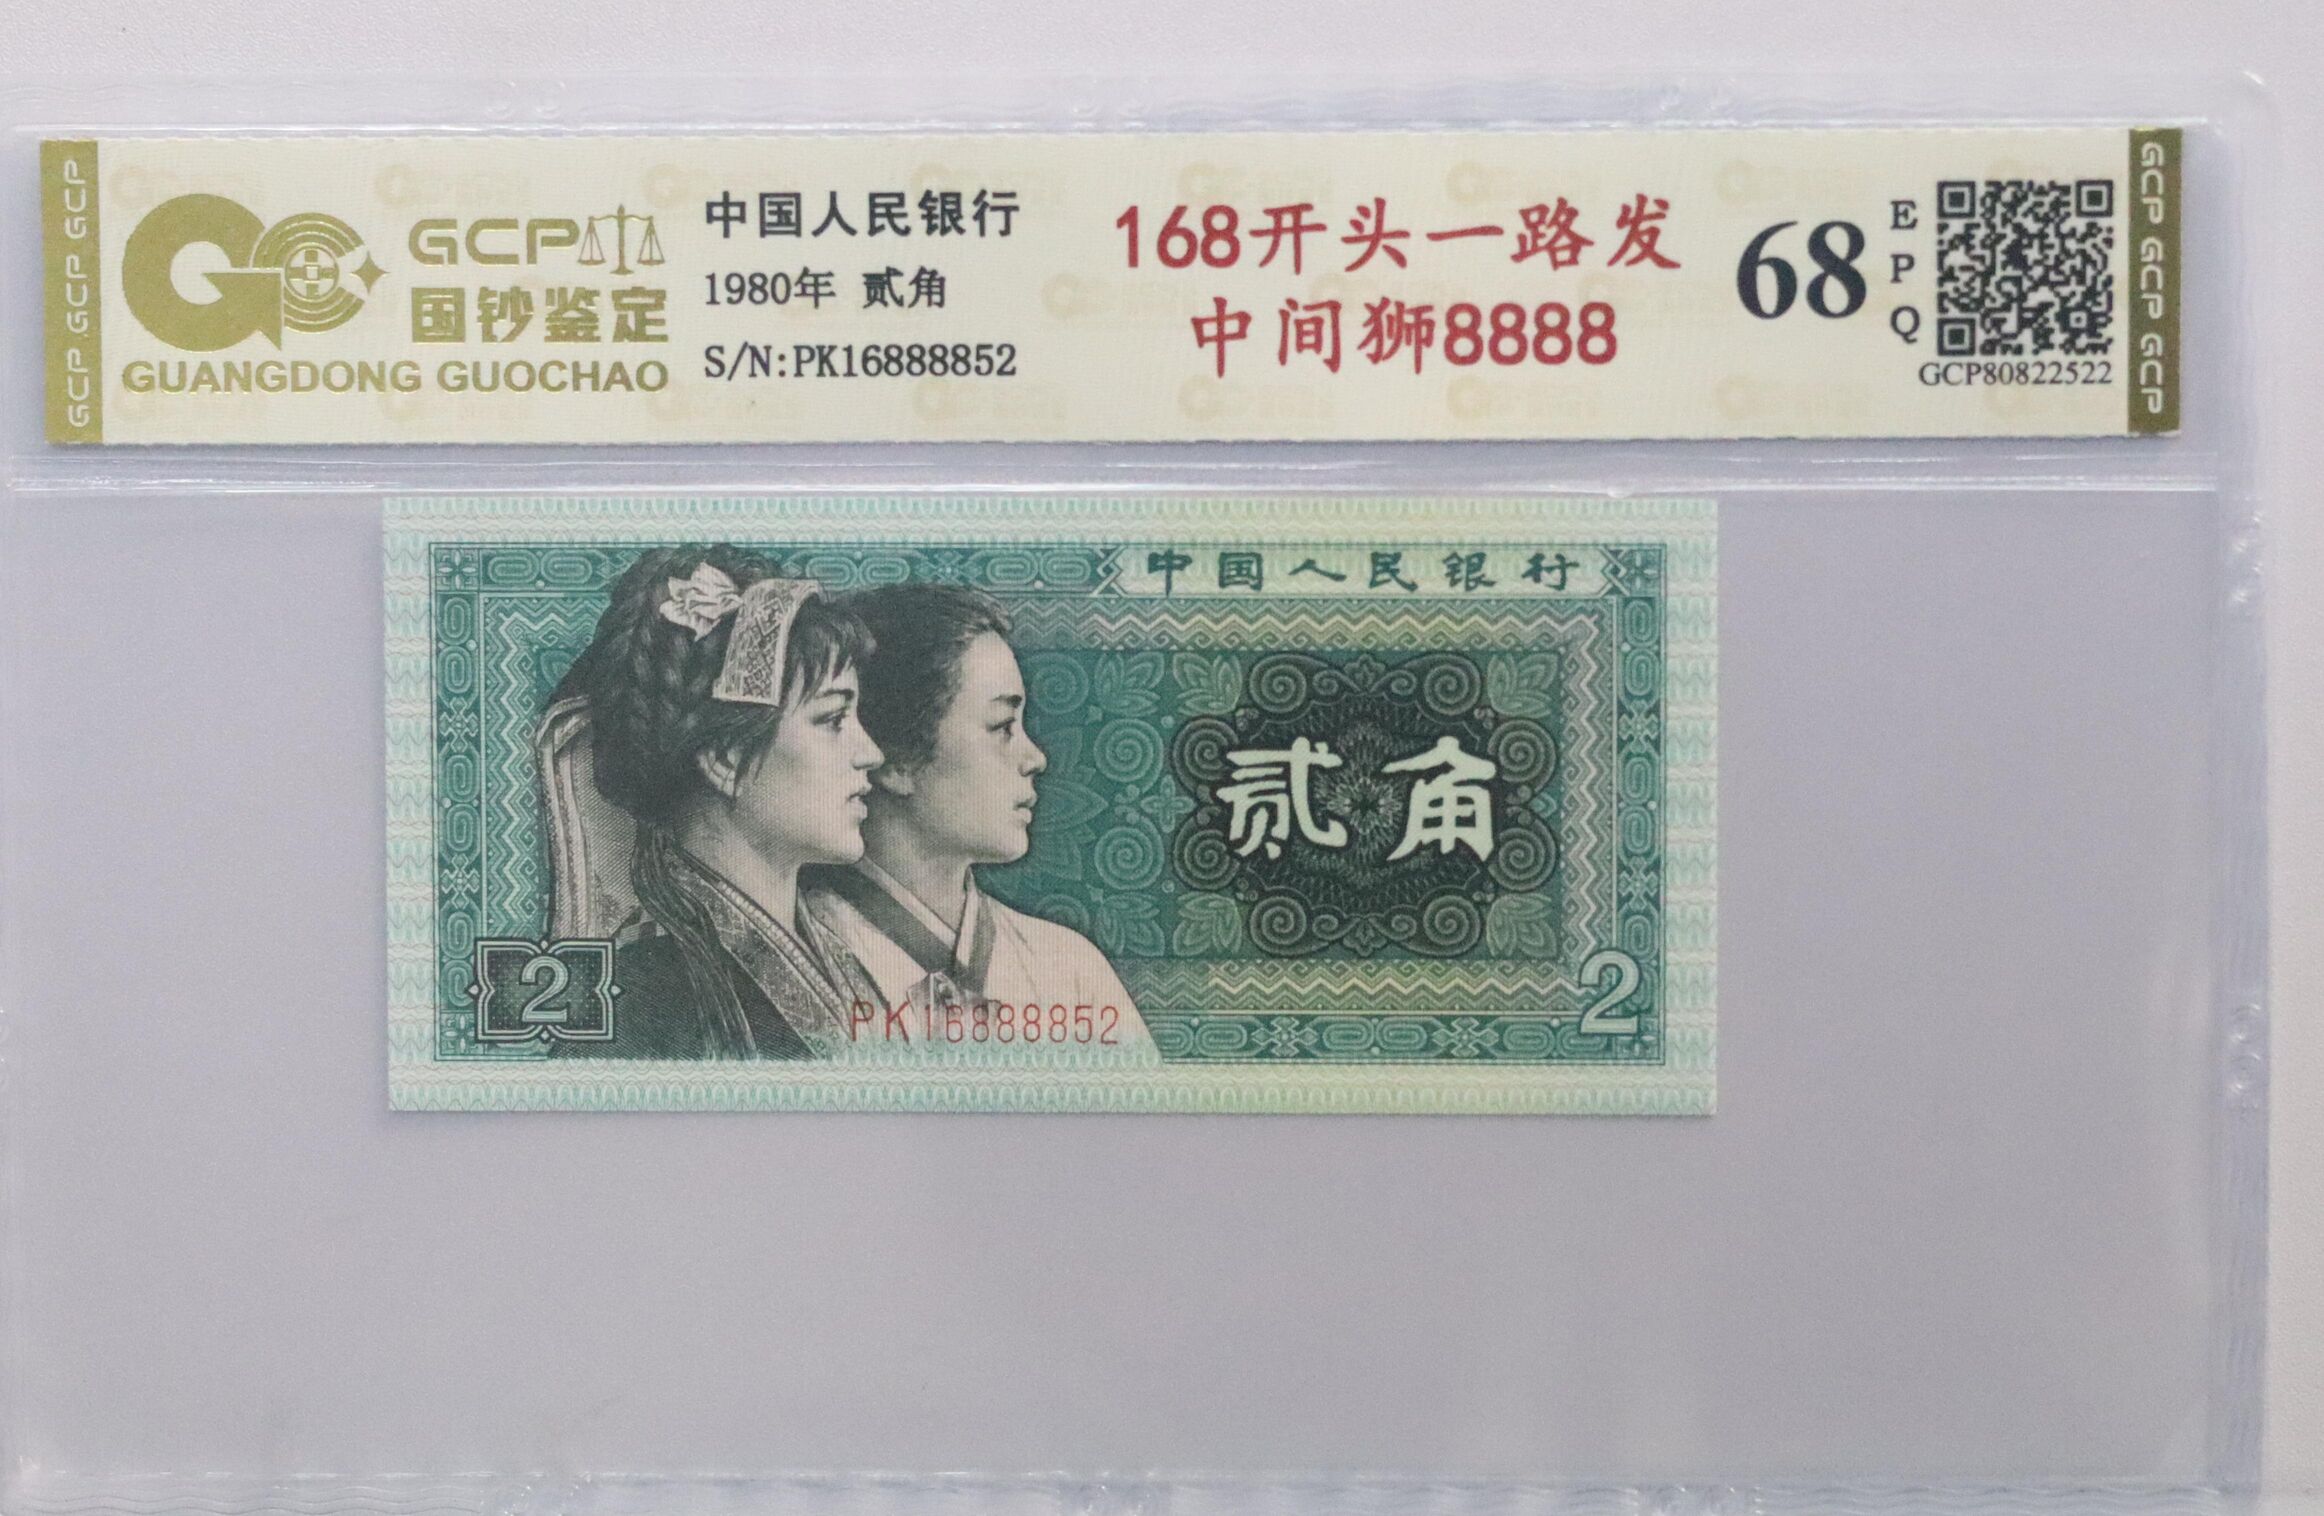 GCP.GCP.GCP
GCP
国钞鉴定
GUANGDONG GUOCHAO
中国人民银行
1980年 贰角
S/N:PK16888852
168开头一路发
中间狮8888
68
E
P
Q
GCP80822522
GCP GCP GCP
中国人民银行
贰角
2
PK16888852
2